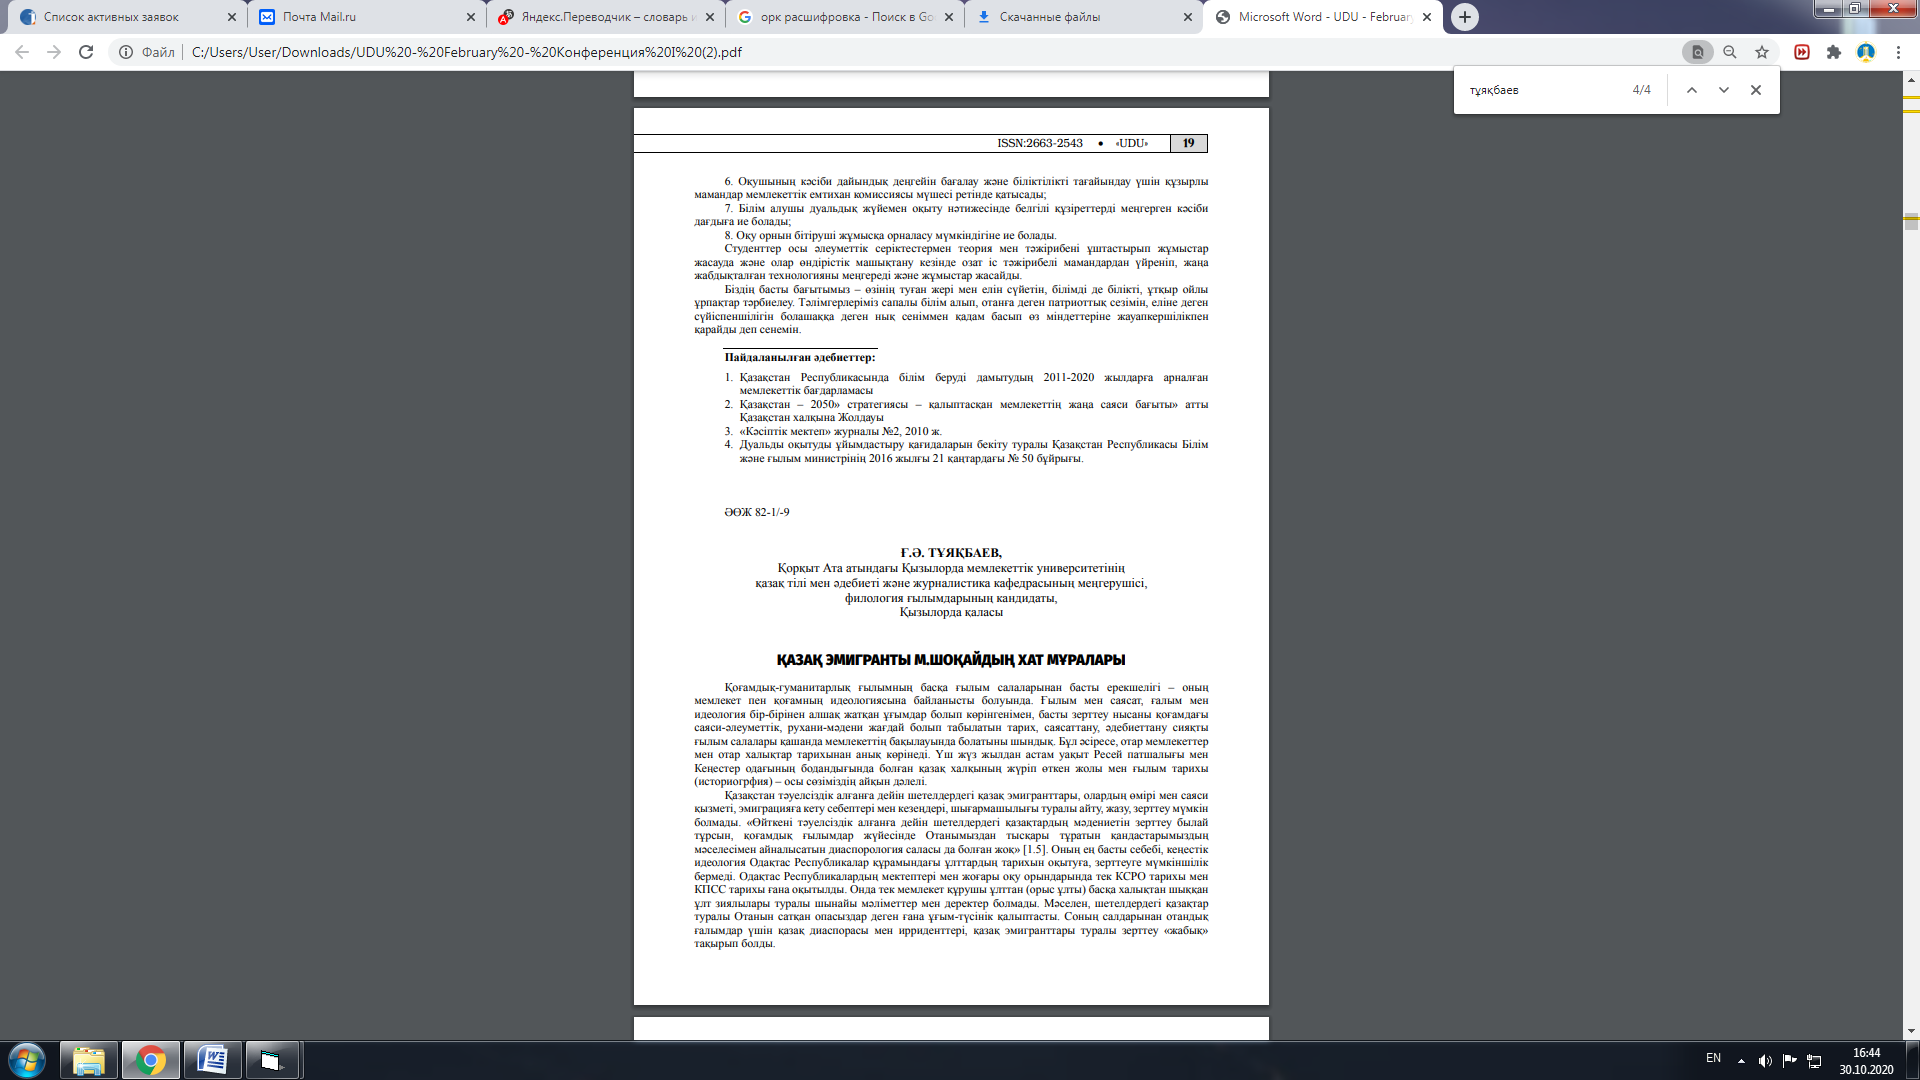 Список активных заявок
Почта Mail.ru
Яндекс.Переводчик – словарь и
орк расшифровка - Поиск в Go
Скачанные файлы
Microsoft Word - UDU - February
Файл
C:/Users/User/Downloads/UDU%20-%20February%20-%20Конференция%20I%20(2).pdf
тұяқбаев
4/4
ISSN:2663-2543 • «UDU» 19
6. Оқушының кәсіби дайындық деңгейін бағалау және біліктілікті тағайындау үшін құзырлы
мамандар мемлекеттік емтихан комиссиясы мүшесі ретінде қатысады;
7. Білім алушы дуальдық жүйемен оқыту нәтижесінде белгілі құзіреттерді меңгерген кәсіби
дағдыға ие болады;
8. Оқу орнын бітіруші жұмысқа орналасу мүмкіндігіне ие болады.
Студенттер осы әлеуметтік серіктестермен теория мен тәжірибені ұштастырып жұмыстар
жасауда және олар өндірістік машықтану кезінде озат іс тәжірибелі мамандардан үйреніп, жаңа
жабдықталған технологияны меңгереді және жұмыстар жасайды.
Біздің басты бағытымыз – өзінің туған жері мен елін сүйетін, білімді де білікті, ұтқыр ойлы
ұрпақтар тәрбиелеу. Тәлімгерлеріміз сапалы білім алып, отанға деген патриоттық сезімін, еліне деген
сүйіспеншілігін болашаққа деген нық сеніммен қадам басып өз міндеттеріне жауапкершілікпен
қарайды деп сенемін.
Пайдаланылған әдебиеттер:
1. Қазақстан Республикасында білім беруді дамытудың 2011-2020 жылдарға арналған
мемлекеттік бағдарламасы
2. Қазақстан – 2050» стратегиясы – қалыптасқан мемлекеттің жаңа саяси бағыты» атты
Қазақстан халқына Жолдауы
3. «Кәсіптік мектеп» журналы №2, 2010 ж.
4. Дуальды оқытуды ұйымдастыру қағидаларын бекіту туралы Қазақстан Республикасы Білім
және ғылым министрінің 2016 жылғы 21 қаңтардағы № 50 бұйрығы.
ӘӨЖ 82-1/-9
Ғ.Ә. ТҰЯҚБАЕВ,
Қорқыт Ата атындағы Қызылорда мемлекеттік университетінің
қазақ тілі мен әдебиеті және журналистика кафедрасының меңгерушісі,
филология ғылымдарының кандидаты,
Қызылорда қаласы
ҚАЗАҚ ЭМИГРАНТЫ М.ШОҚАЙДЫҢ ХАТ МҰРАЛАРЫ
Қоғамдық-гуманитарлық ғылымның басқа ғылым салаларынан басты ерекшелігі – оның
мемлекет пен қоғамның идеологиясына байланысты болуында. Ғылым мен саясат, ғалым мен
идеология бір-бірінен алшақ жатқан ұғымдар болып көрінгенімен, басты зерттеу нысаны қоғамдағы
саяси-әлеуметтік, рухани-мәдени жағдай болып табылатын тарих, саясаттану, әдебиеттану сияқты
ғылым салалары қашанда мемлекеттің бақылауында болатыны шындық. Бұл әсіресе, отар мемлекеттер
мен отар халықтар тарихынан анық көрінеді. Үш жүз жылдан астам уақыт Ресей патшалығы мен
Кеңестер одағының бодандығында болған қазақ халқының жүріп өткен жолы мен ғылым тарихы
(историогрфия) – осы сөзіміздің айқын дәлелі.
Қазақстан тәуелсіздік алғанға дейін шетелдердегі қазақ эмигранттары, олардың өмірі мен саяси
қызметі, эмиграцияға кету себептері мен кезеңдері, шығармашылығы туралы айту, жазу, зерттеу мүмкін
болмады. «Өйткені тәуелсіздік алғанға дейін шетелдердегі қазақтардың мәдениетін зерттеу былай
тұрсын, қоғамдық ғылымдар жүйесінде Отанымыздан тысқары тұратын қандастарымыздың
мәселесімен айналысатын диаспорология саласы да болған жоқ» [1.5]. Оның ең басты себебі, кеңестік
идеология Одақтас Республикалар құрамындағы ұлттардың тарихын оқытуға, зерттеуге мүмкіншілік
бермеді. Одақтас Республикалардың мектептері мен жоғары оқу орындарында тек КСРО тарихы мен
КПСС тарихы ғана оқытылды. Онда тек мемлекет құрушы ұлттан (орыс ұлты) басқа халықтан шыққан
ұлт зиялылары туралы шынайы мәліметтер мен деректер болмады. Мәселен, шетелдердегі қазақтар
туралы Отанын сатқан опасыздар деген ғана ұғым-түсінік қалыптасты. Соның салдарынан отандық
ғалымдар үшін қазақ диаспорасы мен ирриденттері, қазақ эмигранттары туралы зерттеу «жабық»
тақырып болды.
EN
16:44
30.10.2020